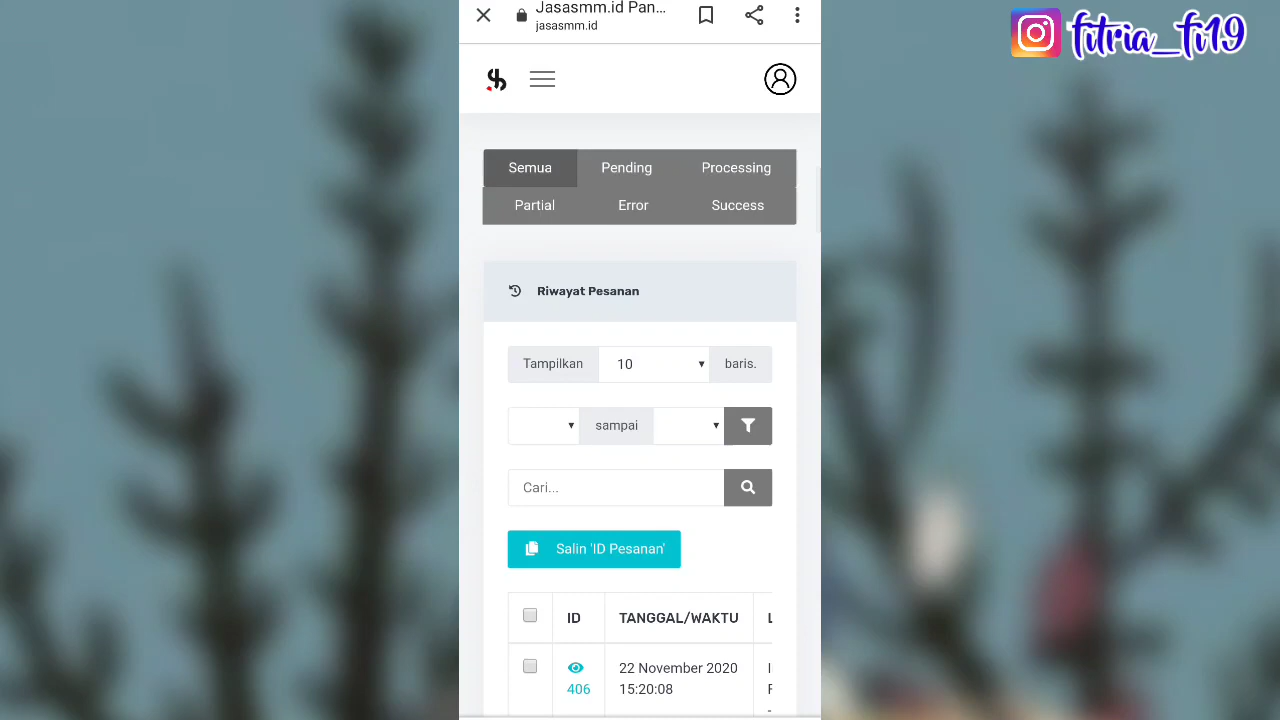 Jasasmm.id Pan...
jasasmm.id
fitria_fi19
Semua
Pending
Processing
Partial
Error
Success
Riwayat Pesanan
Tampilkan 10 baris.
sampai
Cari...
Salin 'ID Pesanan'
ID TANGGAL/WAKTU
406 22 November 2020
15:20:08